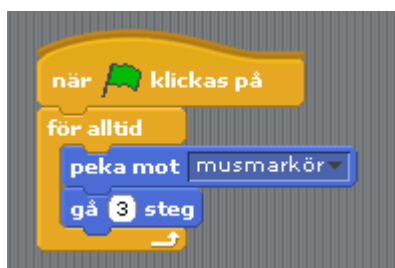 när klickas på
för alltid
peka mot musmarkör
gå 3 steg